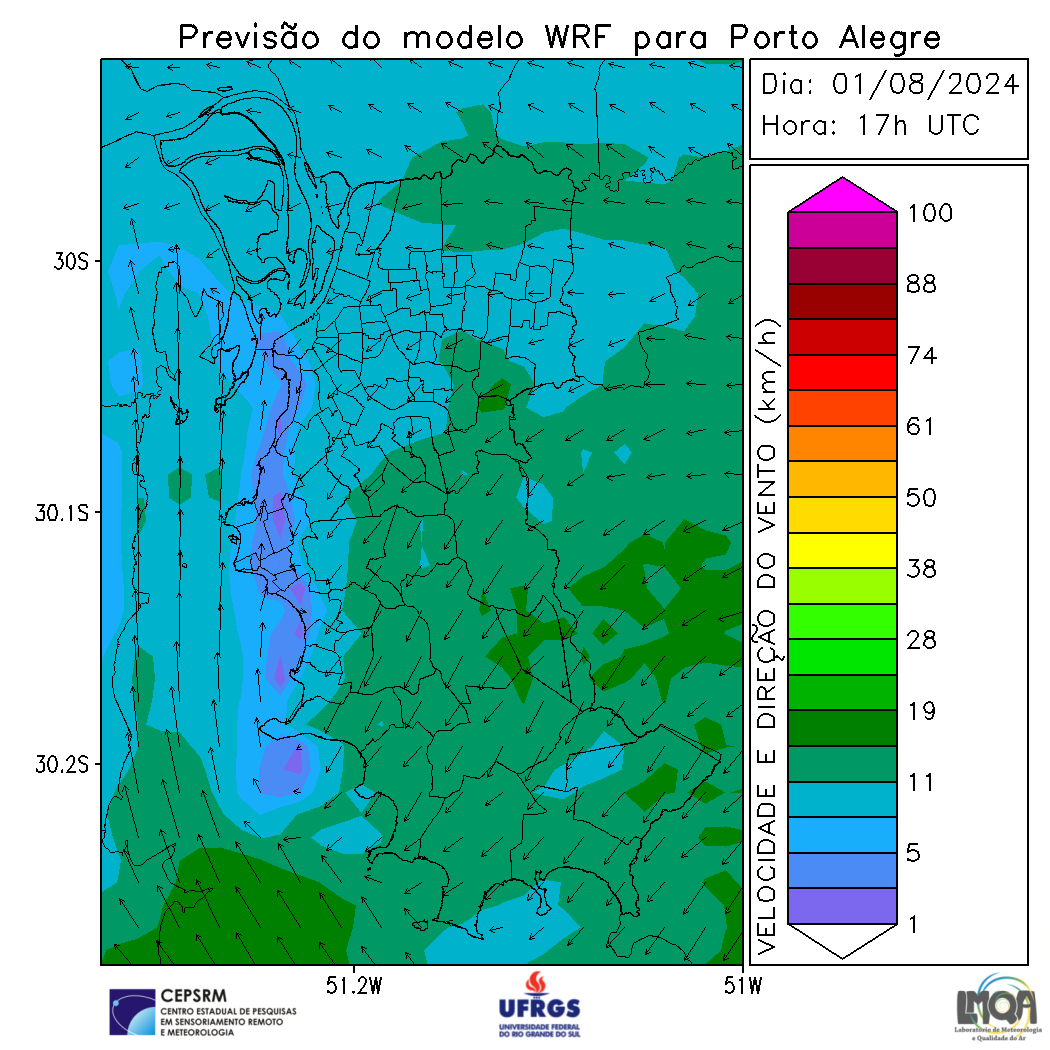 Previsão do modelo WRF para Porto Alegre
Dia: 01/08/2024
Hora: 17h UTC
30S
30.1S
30.2S
51.2W
51W
VELOCIDADE E DIREÇÃO DO VENTO (km/h)
100
88
74
61
50
38
28
19
11
5
1
CEPSRM
CENTRO ESTADUAL DE PESQUISAS
EM SENSORIAMENTO REMOTO
E METEOROLOGIA
UFRGS
UNIVERSIDADE FEDERAL
DO RIO GRANDE DO SUL
LMQA
Laboratório de Meteorologia
e Qualidade do Ar